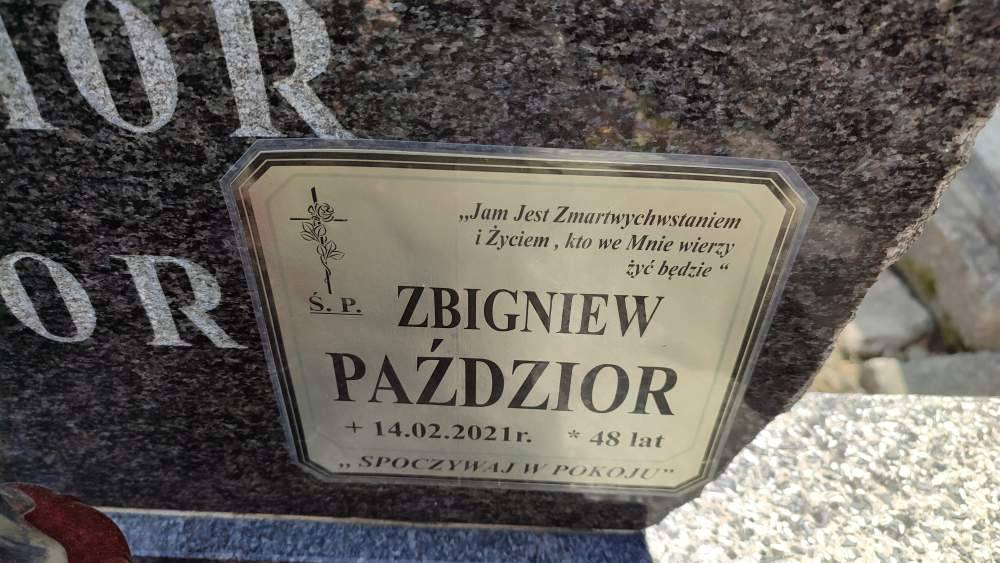 IOR
OR
„Jam Jest Zmartwychwstaniem
i Życiem , kto we Mnie wierzy
żyć będzie “
Ś. P.
ZBIGNIEW
PAŹDZIOR
+ 14.02.2021r. * 48 lat
„ SPOCZYWAJ W POKOJU”